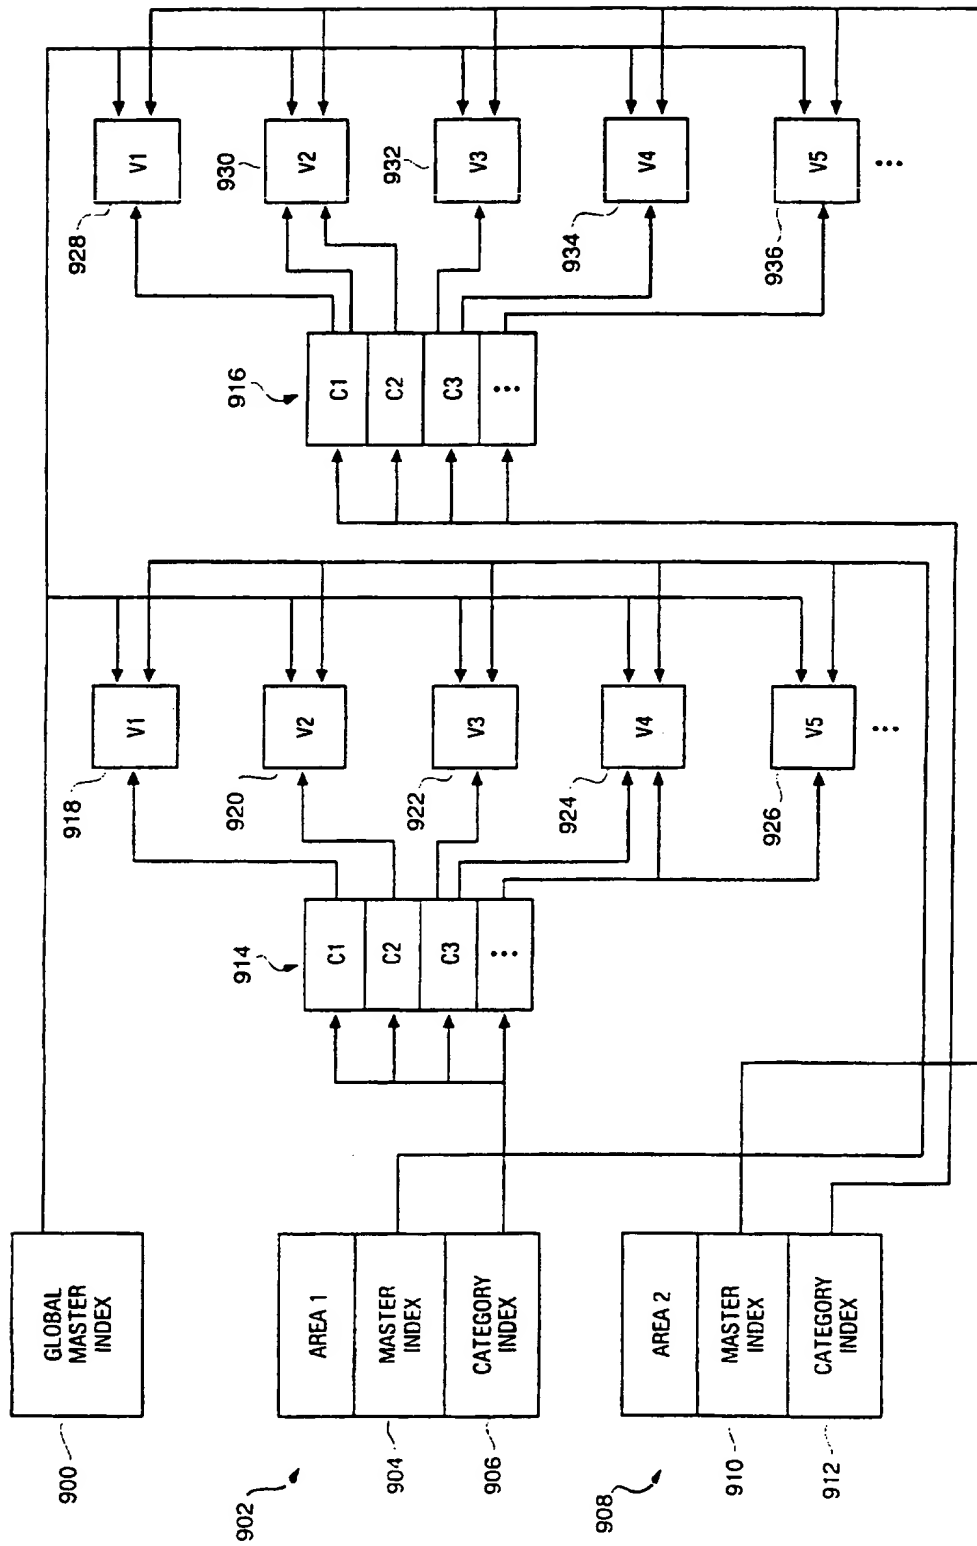 900
GLOBAL
MASTER
INDEX
902
AREA 1
904
MASTER
INDEX
906
CATEGORY
INDEX
908
AREA 2
910
MASTER
INDEX
912
CATEGORY
INDEX
914
C1
C2
C3
...
918
V1
920
V2
922
V3
924
V4
926
V5
...
916
C1
C2
C3
...
928
V1
930
V2
932
V3
934
V4
936
V5
...